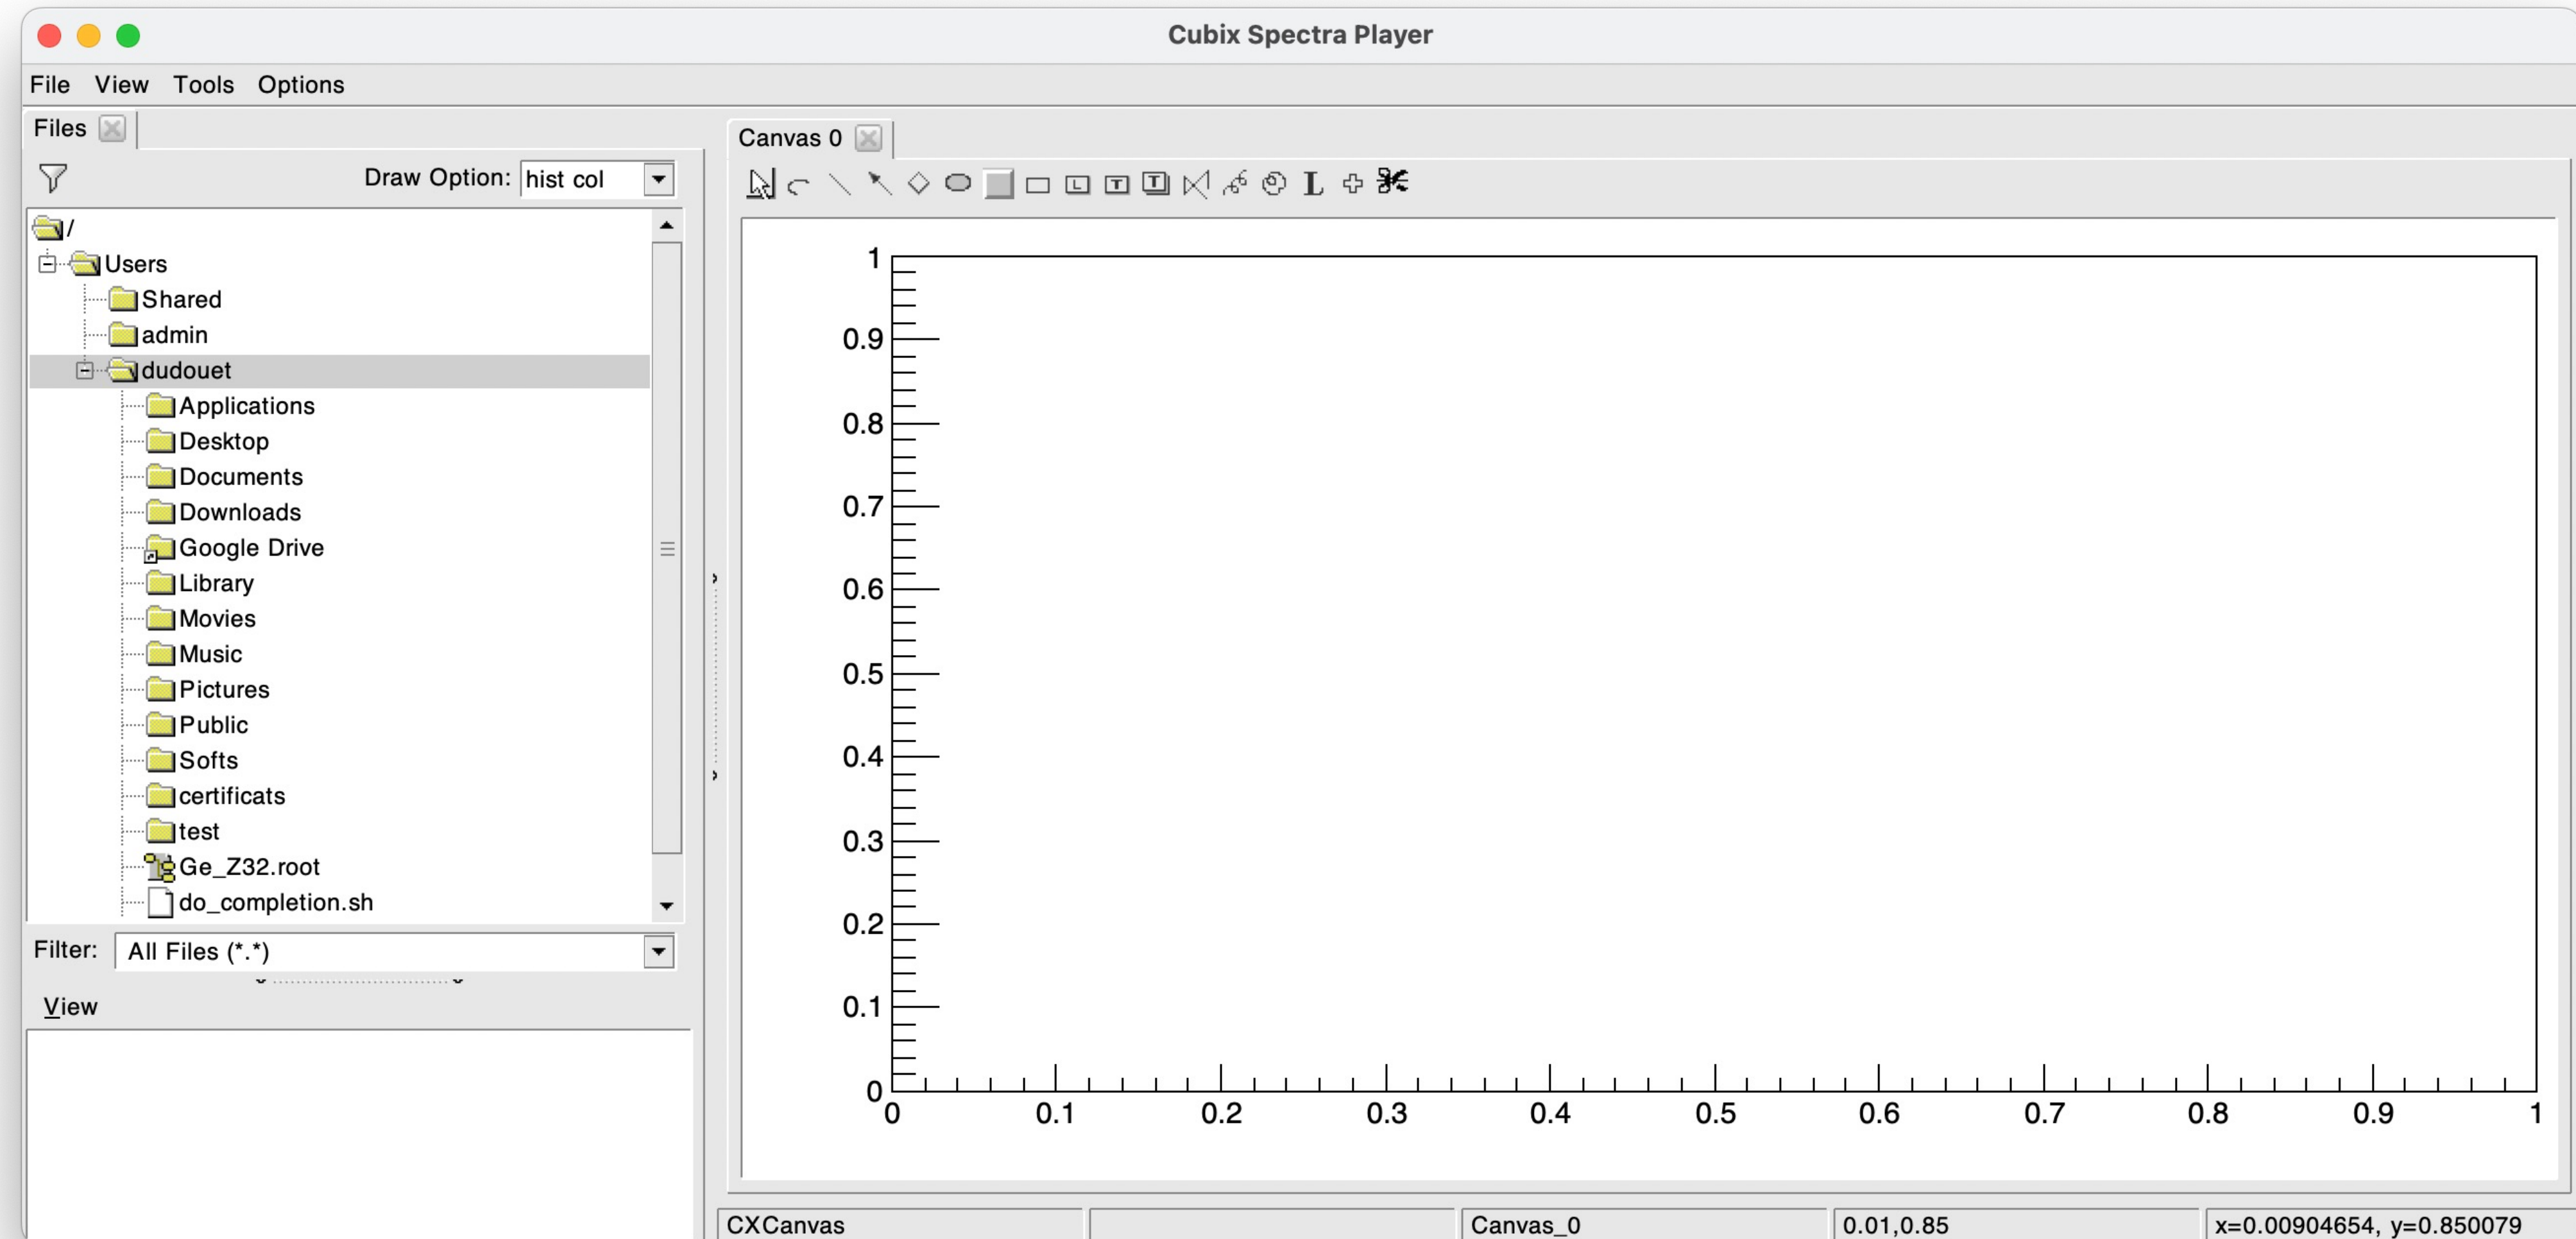 Cubix Spectra Player
File View Tools Options
Files
Draw Option: hist col
/
Users
Shared
admin
dudouet
Applications
Desktop
Documents
Downloads
Google Drive
Library
Movies
Music
Pictures
Public
Softs
certificats
test
Ge_Z32.root
do_completion.sh
Filter: All Files (*.*)
View
Canvas 0
L T T L
1
0.9
0.8
0.7
0.6
0.5
0.4
0.3
0.2
0.1
0
0 0.1 0.2 0.3 0.4 0.5 0.6 0.7 0.8 0.9 1
CXCanvas Canvas_0 0.01,0.85 x=0.00904654, y=0.850079